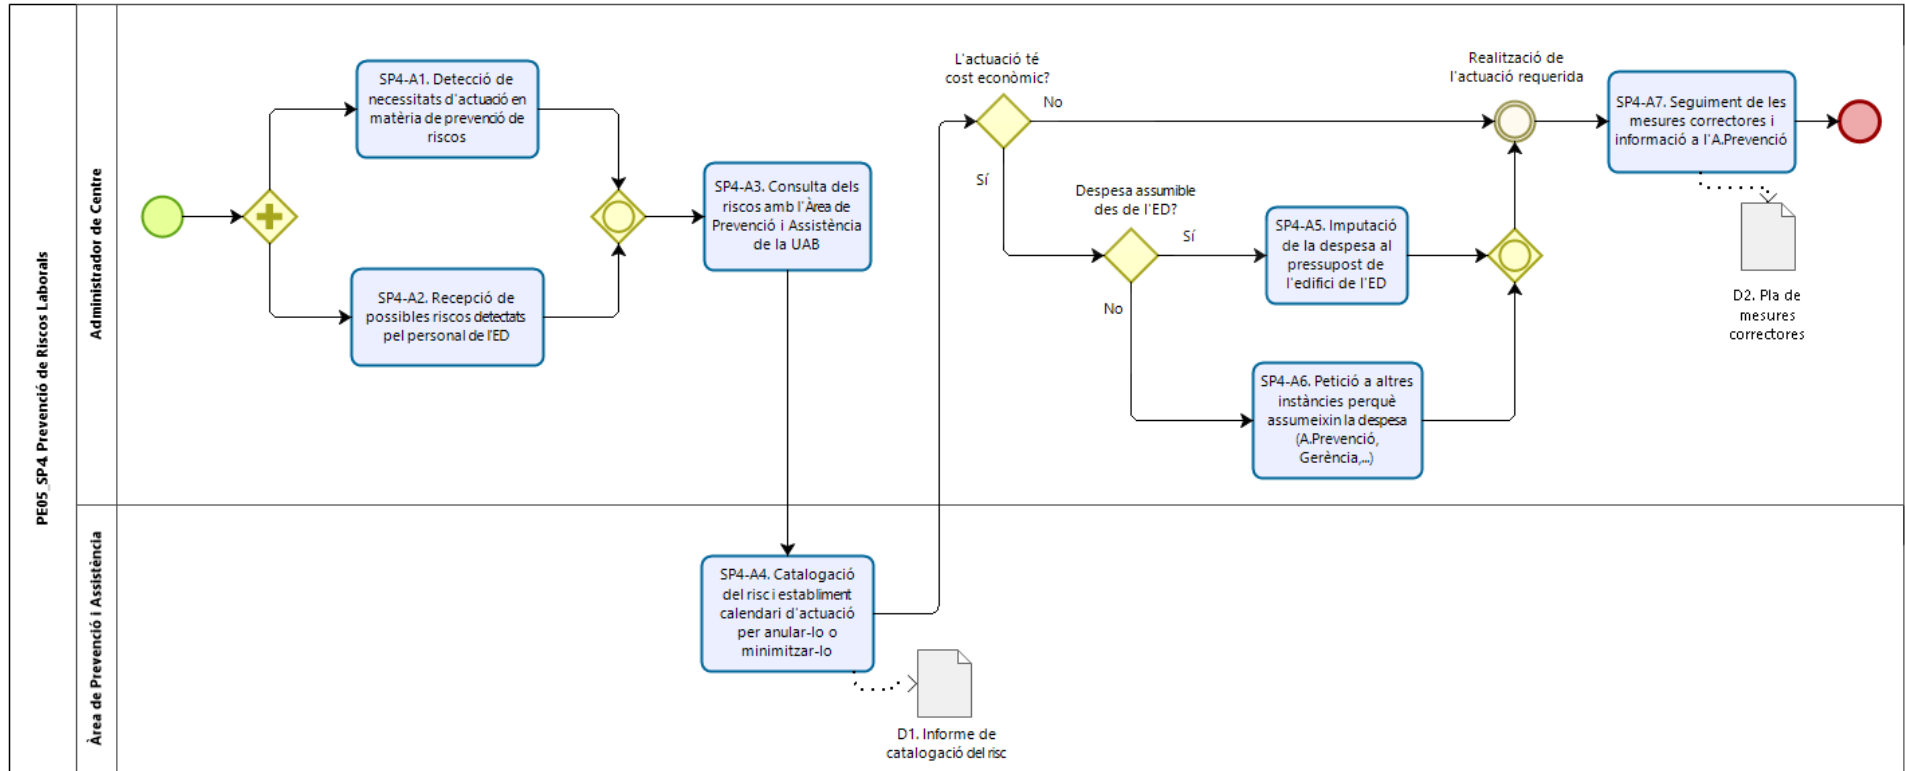 PE05_SP4. Prevenció de Riscos Laborals
Administrador de Centre
SP4-A1. Detecció de
necessitats d'actuació en
matèria de prevenció de
riscos
SP4-A2. Recepció de
possibles riscos detectats
pel personal de l'ED
SP4-A3. Consulta dels
riscos amb l'Àrea de
Prevenció i Assistència
de la UAB
L'actuació té
cost econòmic?
No
Sí
Despesa assumible
des de l'ED?
Sí
No
SP4-A5. Imputació
de la despesa al
pressupost de
l'edifici de l'ED
SP4-A6. Petició a altres
instàncies perquè
assumeixin la despesa
(A.Prevenció,
Gerència,...)
Realització de
l'actuació requerida
SP4-A7. Seguiment de les
mesures correctores i
informació a l'A.Prevenció
D2. Pla de
mesures
correctores
Àrea de Prevenció i Assistència
SP4-A4. Catalogació
del risc i establiment
calendari d'actuació
per anular-lo o
minimitzar-lo
D1. Informe de
catalogació del risc